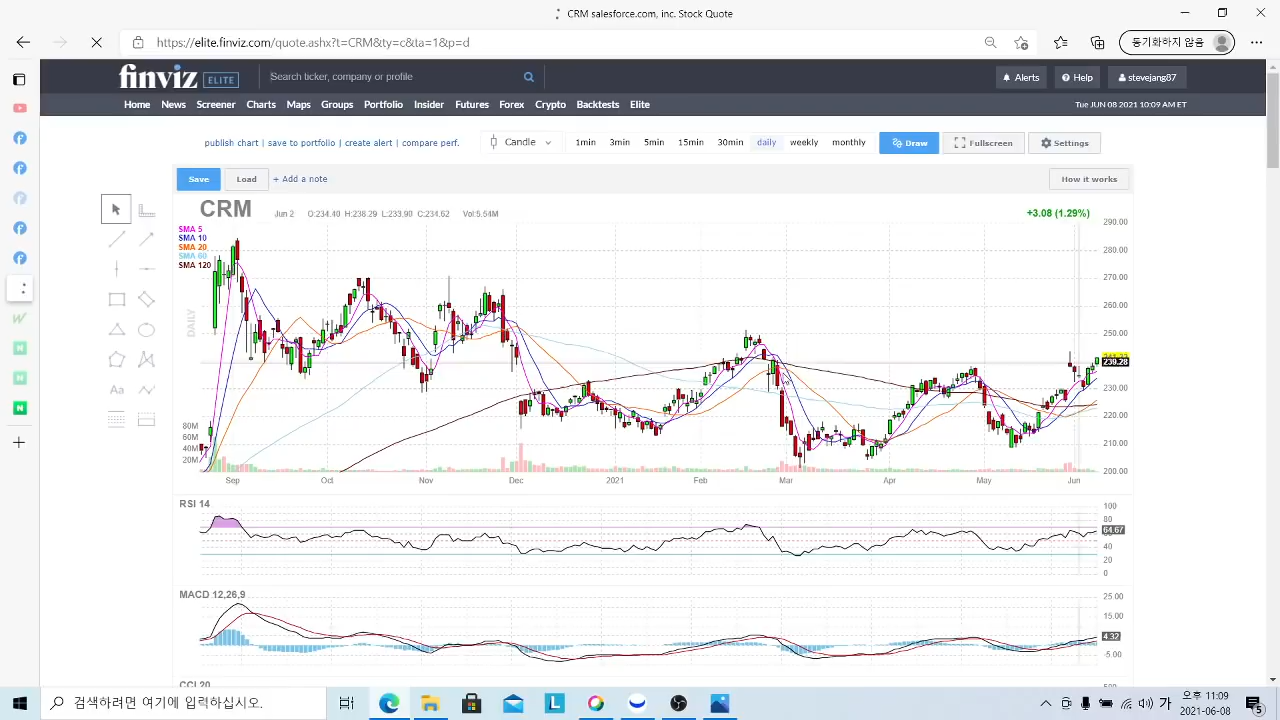 CRM salesforce.com, inc. Stock Quote
https://elite.finviz.com/quote.ashx?t=CRM&ty=c&ta=1&p=d
동기화하지 않음
finviz ELITE
Search ticker, company or profile
Alerts
Help
stevejang87
Home News Screener Charts Maps Groups Portfolio Insider Futures Forex Crypto Backtests Elite
Tue JUN 08 2021 10:09 AM ET
publish chart | save to portfolio | create alert | compare perf.
Candle 1min 3min 5min 15min 30min daily weekly monthly Draw Fullscreen Settings
Save Load + Add a note How it works
CRM Jun 2 O:234.40 H:238.29 L:233.90 C:234.62 Vol:5.54M +3.08 (1.29%)
SMA 5
SMA 10
SMA 20
SMA 60
SMA 120
DAILY
290.00
280.00
270.00
260.00
250.00
239.28
230.00
220.00
210.00
200.00
80M
60M
40M
20M
Sep Oct Nov Dec 2021 Feb Mar Apr May Jun
RSI 14
100
80
64.67
60
40
20
0
MACD 12,26,9
25.00
15.00
-5.00
CCI 20
Aa
검색하려면 여기에 입력하십시오.
가
오후 11:09
2021-06-08
5